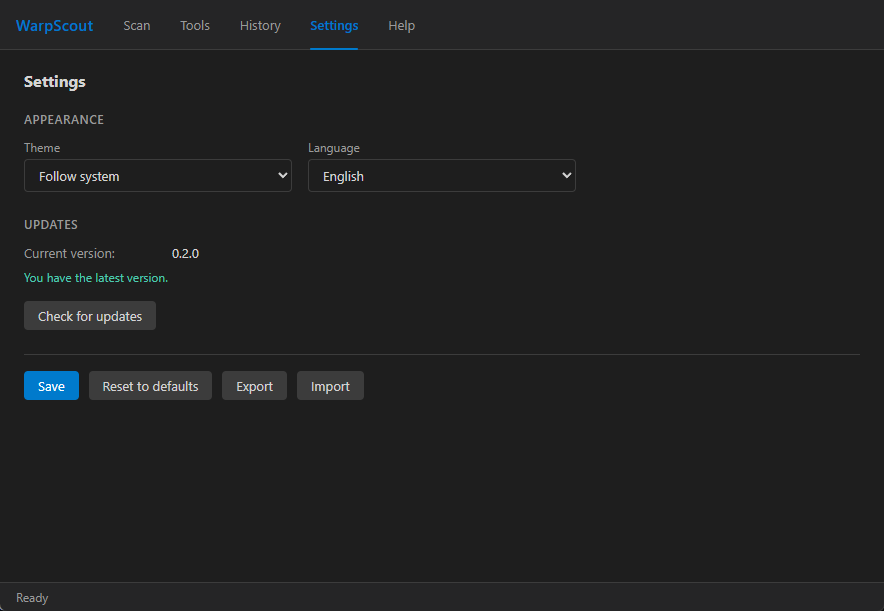 WarpScout Scan Tools History Settings Help
Settings
APPEARANCE
Theme Language
Follow system English
UPDATES
Current version: 0.2.0
You have the latest version.
Check for updates
Save Reset to defaults Export Import
Ready